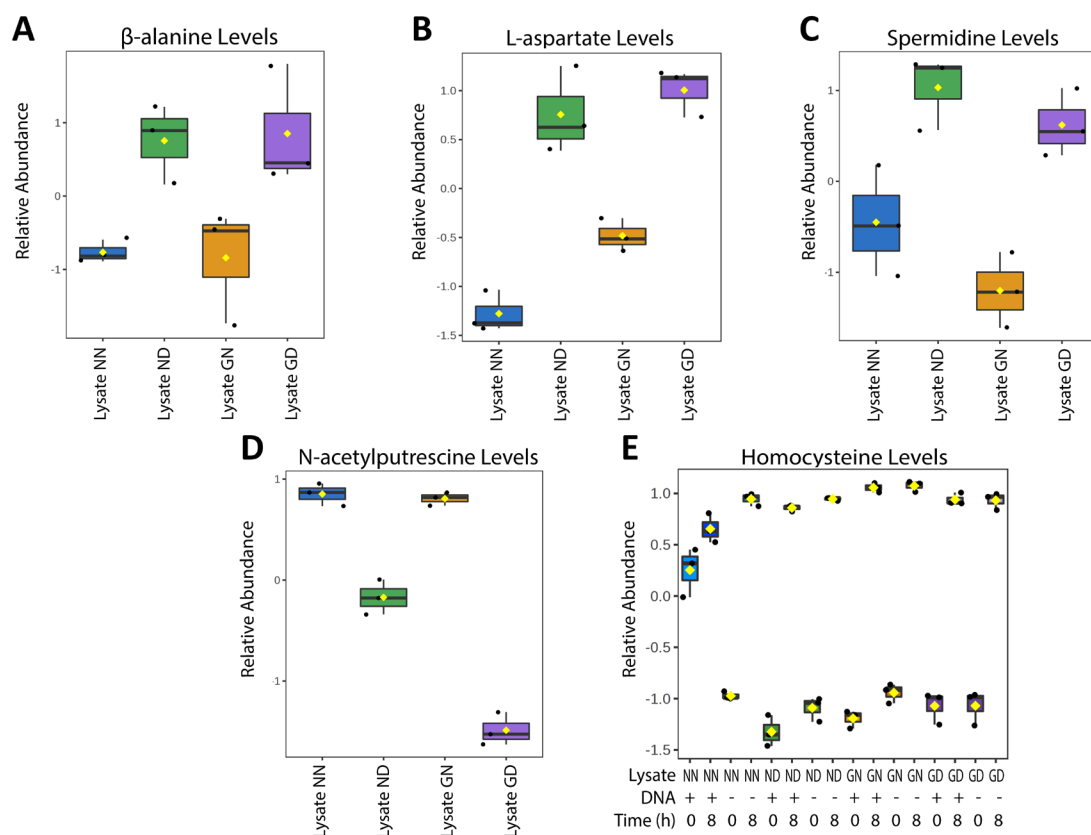 A
β-alanine Levels
Relative Abundance
1
0
-1
Lysate NN
Lysate ND
Lysate GN
Lysate GD
B
L-aspartate Levels
Relative Abundance
1.0
0.5
0.0
-0.5
-1.0
-1.5
Lysate NN
Lysate ND
Lysate GN
Lysate GD
C
Spermidine Levels
Relative Abundance
1
0
-1
Lysate NN
Lysate ND
Lysate GN
Lysate GD
D
N-acetylputrescine Levels
Relative Abundance
1
0
1
Lysate NN
Lysate ND
Lysate GN
Lysate GD
E
Homocysteine Levels
Relative Abundance
1.0
0.5
0.0
-0.5
-1.0
-1.5
Lysate NN NN NN NN ND ND ND ND GN GN GN GN GD GD GD GD
DNA + + - - + + - - + + - - + + - -
Time (h) 0 8 0 8 0 8 0 8 0 8 0 8 0 8 0 8